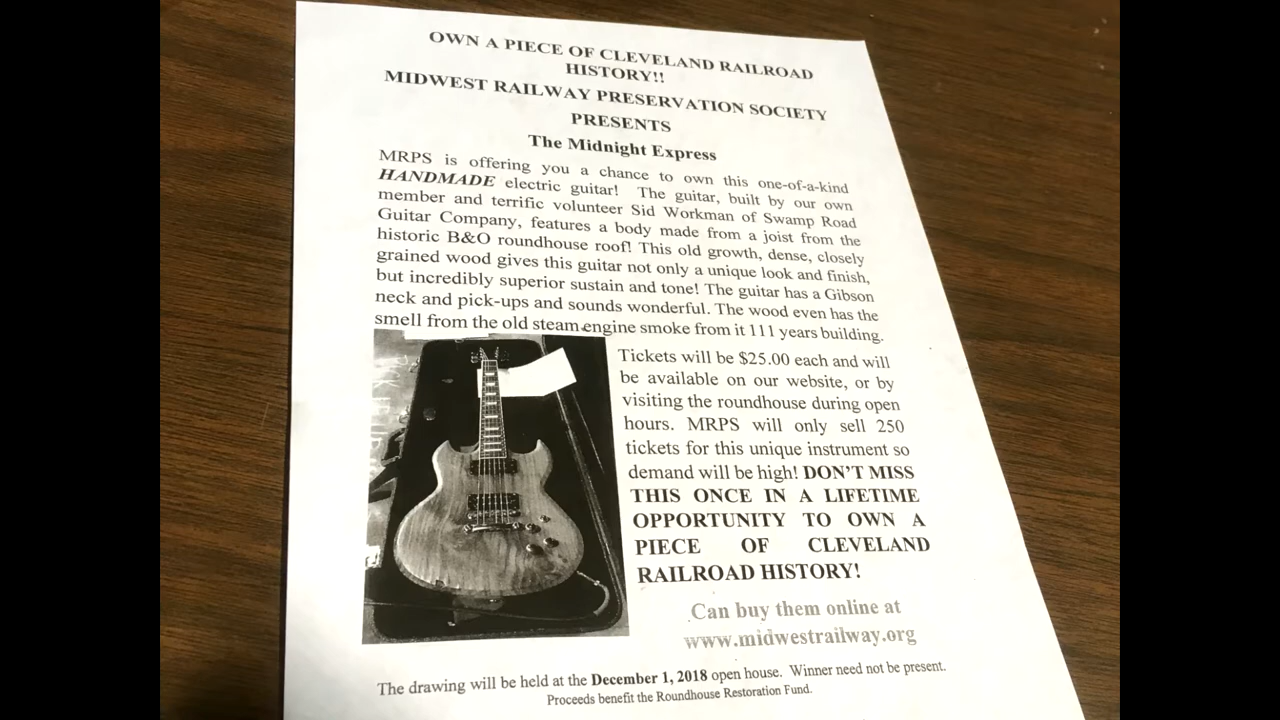 OWN A PIECE OF CLEVELAND RAILROAD
HISTORY!!
MIDWEST RAILWAY PRESERVATION SOCIETY
PRESENTS
The Midnight Express
MRPS is offering you a chance to own this one-of-a-kind
HANDMADE electric guitar! The guitar, built by our own
member and terrific volunteer Sid Workman of Swamp Road
Guitar Company, features a body made from a joist from the
historic B&O roundhouse roof! This old growth, dense, closely
grained wood gives this guitar not only a unique look and finish,
but incredibly superior sustain and tone! The guitar has a Gibson
neck and pick-ups and sounds wonderful. The wood even has the
smell from the old steam engine smoke from it 111 years building.
Tickets will be $25.00 each and will
be available on our website, or by
visiting the roundhouse during open
hours. MRPS will only sell 250
tickets for this unique instrument so
demand will be high! DON'T MISS
THIS ONCE IN A LIFETIME
OPPORTUNITY TO OWN A
PIECE OF CLEVELAND
RAILROAD HISTORY!
Can buy them online at
www.midwestrailway.org
The drawing will be held at the December 1, 2018 open house. Winner need not be present.
Proceeds benefit the Roundhouse Restoration Fund.